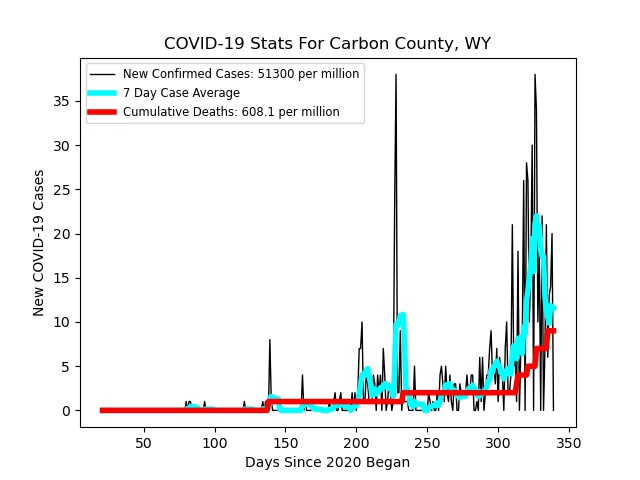 COVID-19 Stats For Carbon County, WY
New Confirmed Cases: 51300 per million
7 Day Case Average
Cumulative Deaths: 608.1 per million
New COVID-19 Cases
35
30
25
20
15
10
5
0
50 100 150 200 250 300 350
Days Since 2020 Began